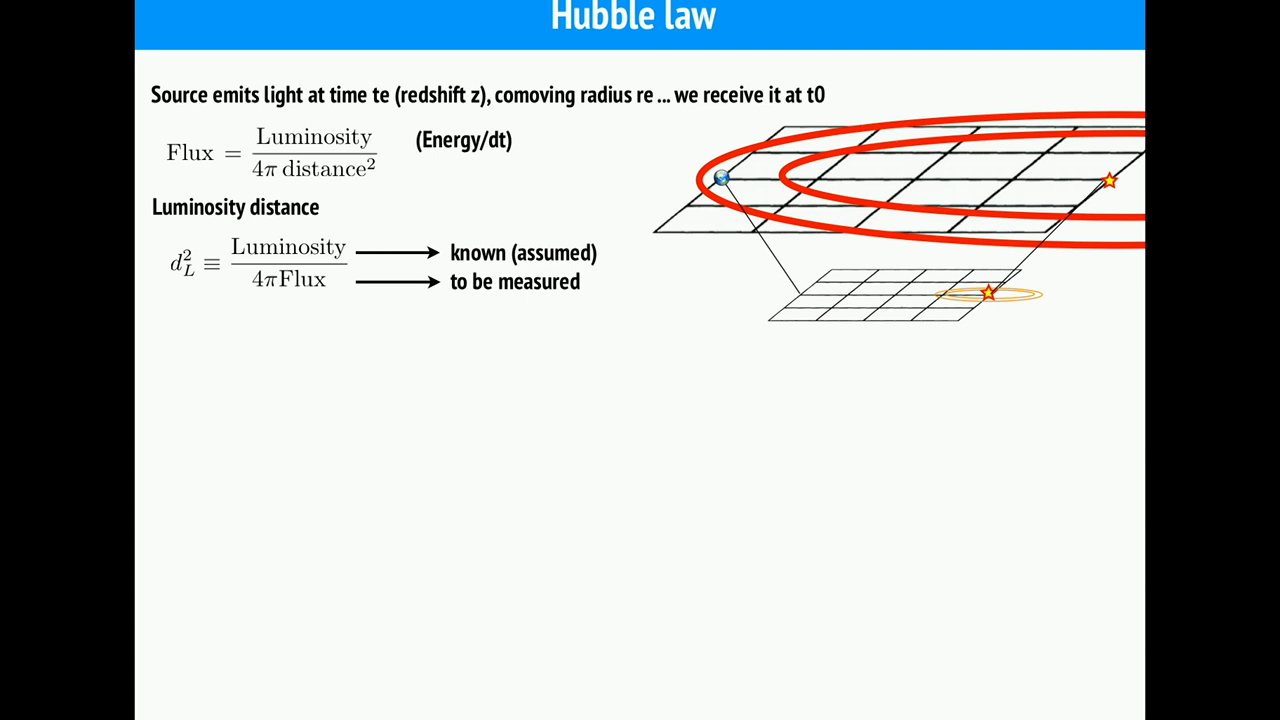 Hubble law
Source emits light at time te (redshift z), comoving radius re ... we receive it at t0
Flux = Luminosity / 4π distance² (Energy/dt)
Luminosity distance
d_L² ≡ Luminosity / 4πFlux
known (assumed)
to be measured